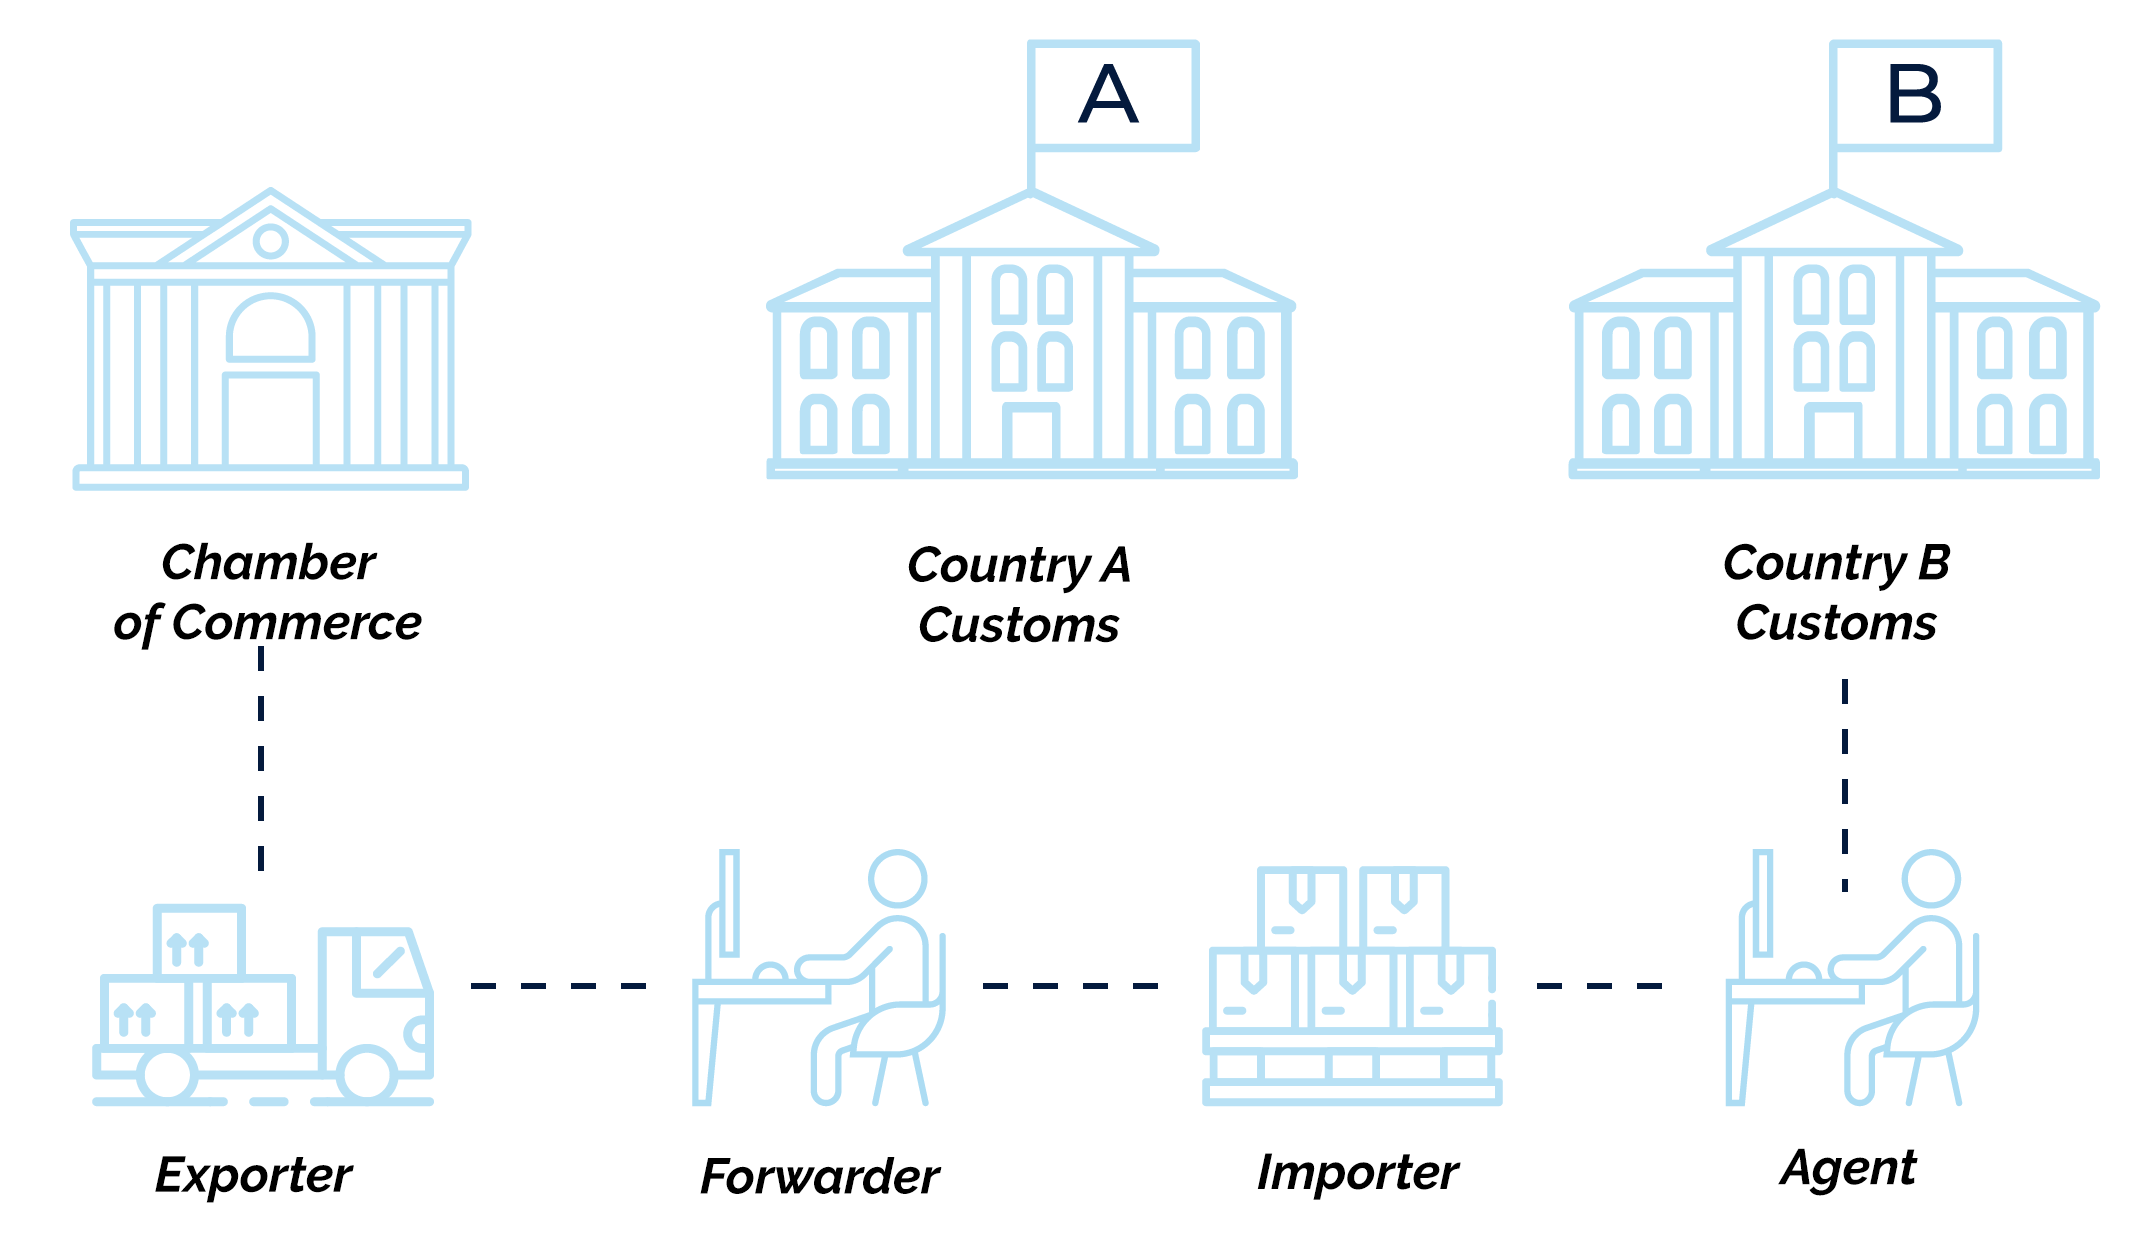 A
B
Chamber
of Commerce
Country A
Customs
Country B
Customs
Exporter
Forwarder
Importer
Agent